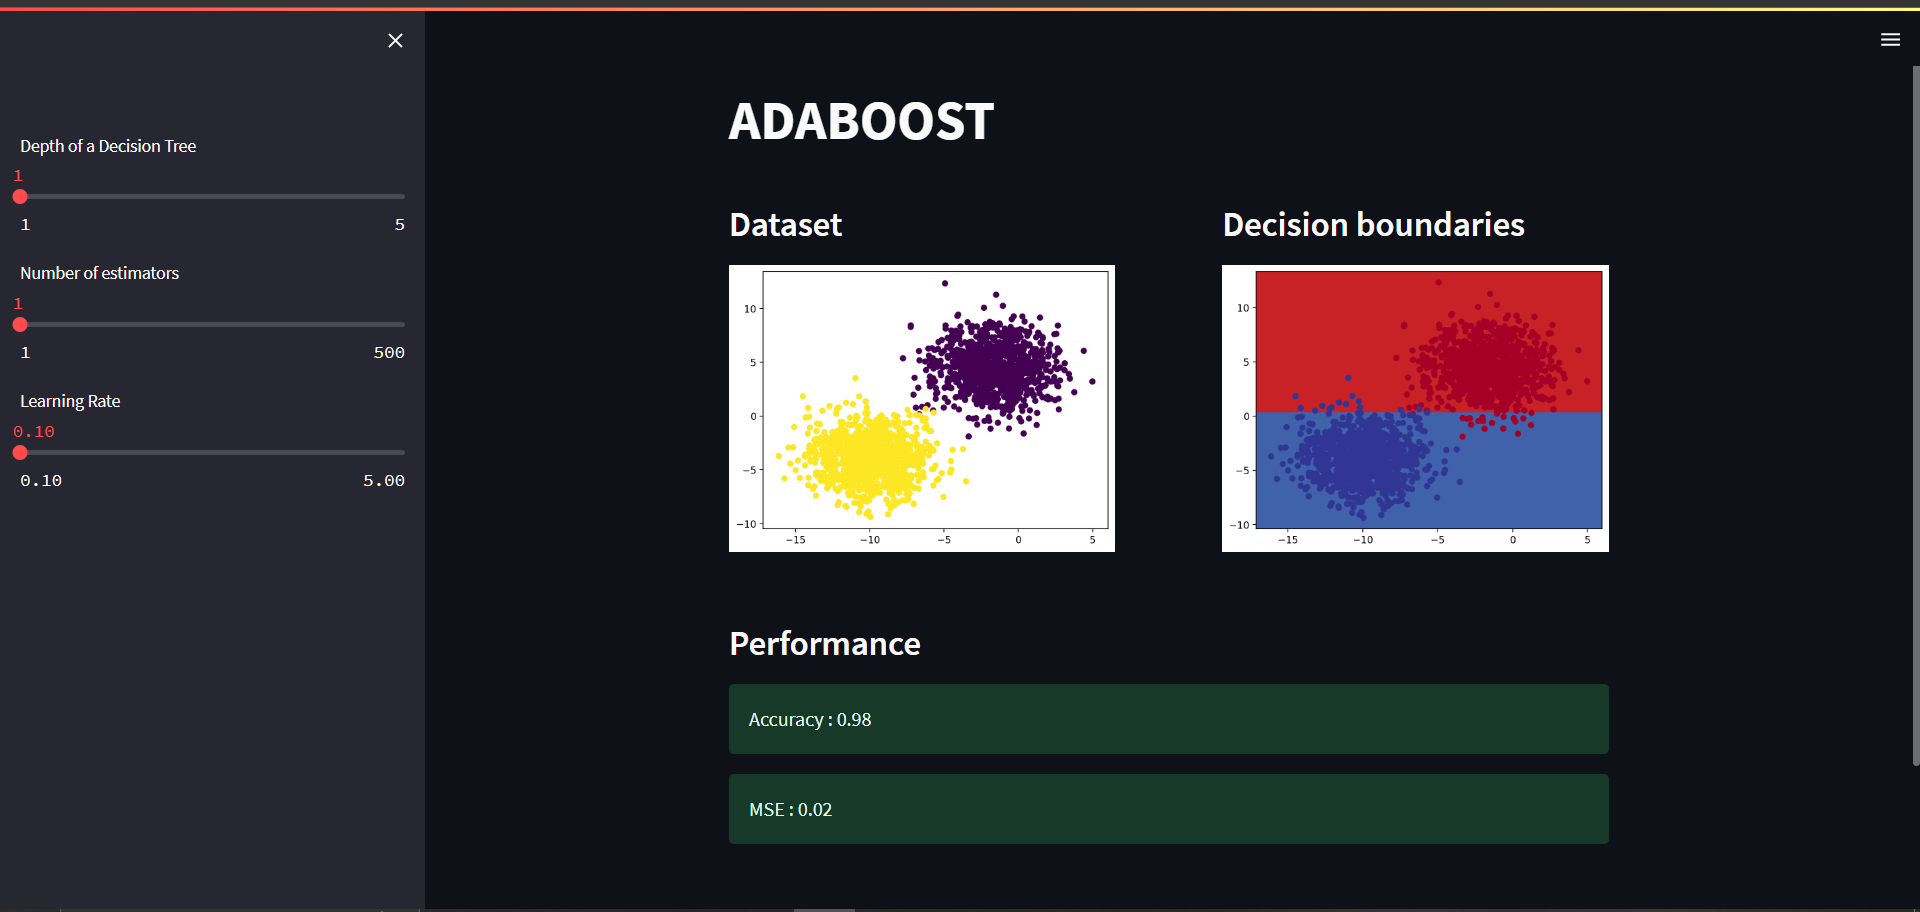 Depth of a Decision Tree
1
1 5
Number of estimators
1
1 500
Learning Rate
0.10
0.10 5.00
ADABOOST
Dataset
10
5
0
−5
−10
−15 −10 −5 0 5
Decision boundaries
10
5
0
−5
−10
−15 −10 −5 0 5
Performance
Accuracy : 0.98
MSE : 0.02